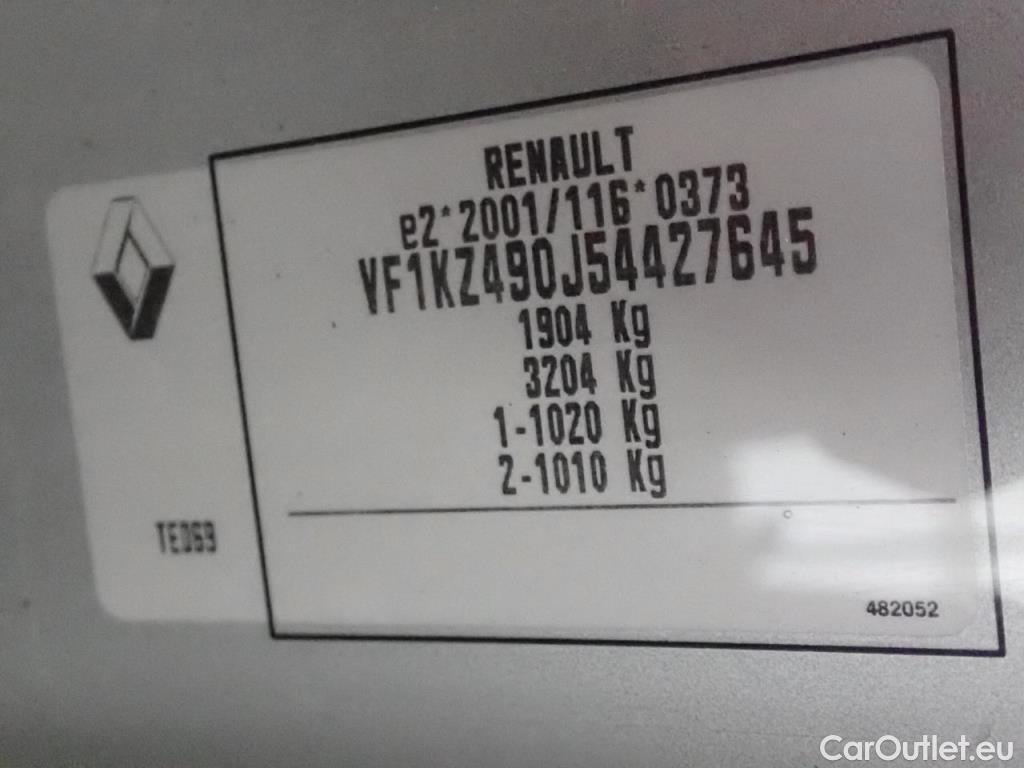 RENAULT
e2*2001/116*0373
VF1KZ490J54427645
1904 Kg
3204 Kg
1-1020 Kg
2-1010 Kg
TED69
482052
CarOutlet.eu